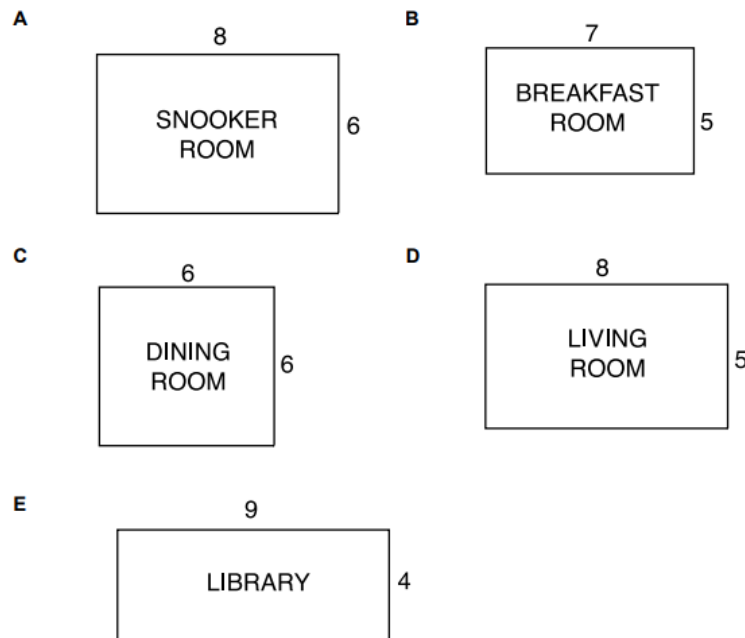 A
8
SNOOKER
ROOM
6
B
7
BREAKFAST
ROOM
5
C
6
DINING
ROOM
6
D
8
LIVING
ROOM
5
E
9
LIBRARY
4